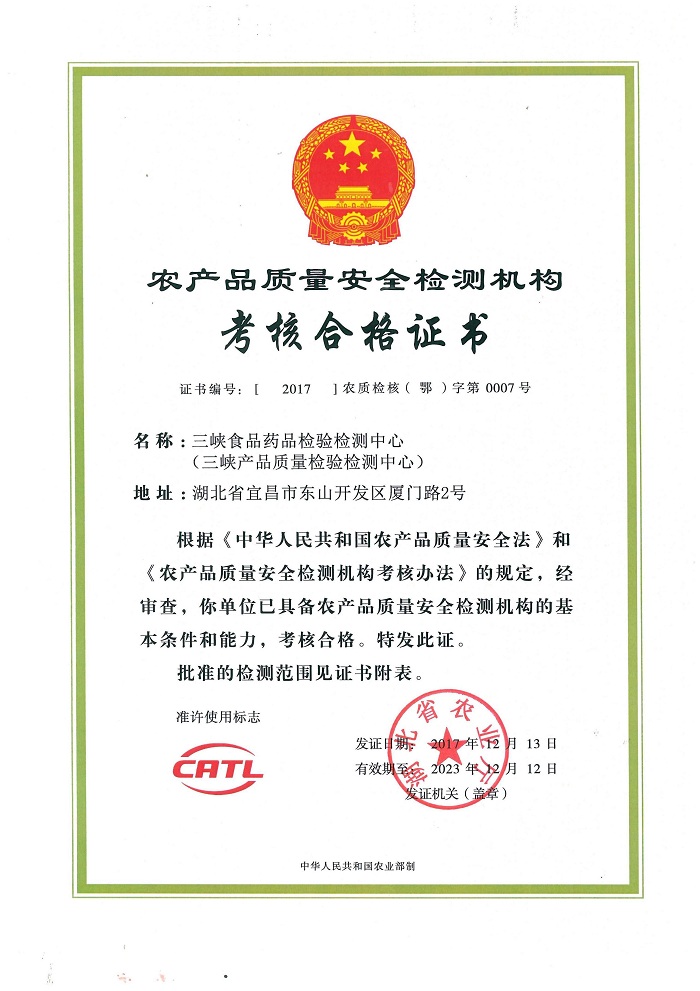 农产品质量安全检测机构
考核合格证书
证书编号：[ 2017 ]农质检核（ 鄂 ）字第 0007 号
名 称：三峡食品药品检验检测中心
（三峡产品质量检验检测中心）
地 址：湖北省宜昌市东山开发区厦门路2号
根据《中华人民共和国农产品质量安全法》和
《农产品质量安全检测机构考核办法》的规定，经
审查，你单位已具备农产品质量安全检测机构的基
本条件和能力，考核合格。特发此证。
批准的检测范围见证书附表。
准许使用标志
CATL
湖北省农业厅
发证日期： 2017 年 12 月 13 日
有效期至： 2023 年 12 月 12 日
发证机关（盖章）
中华人民共和国农业部制